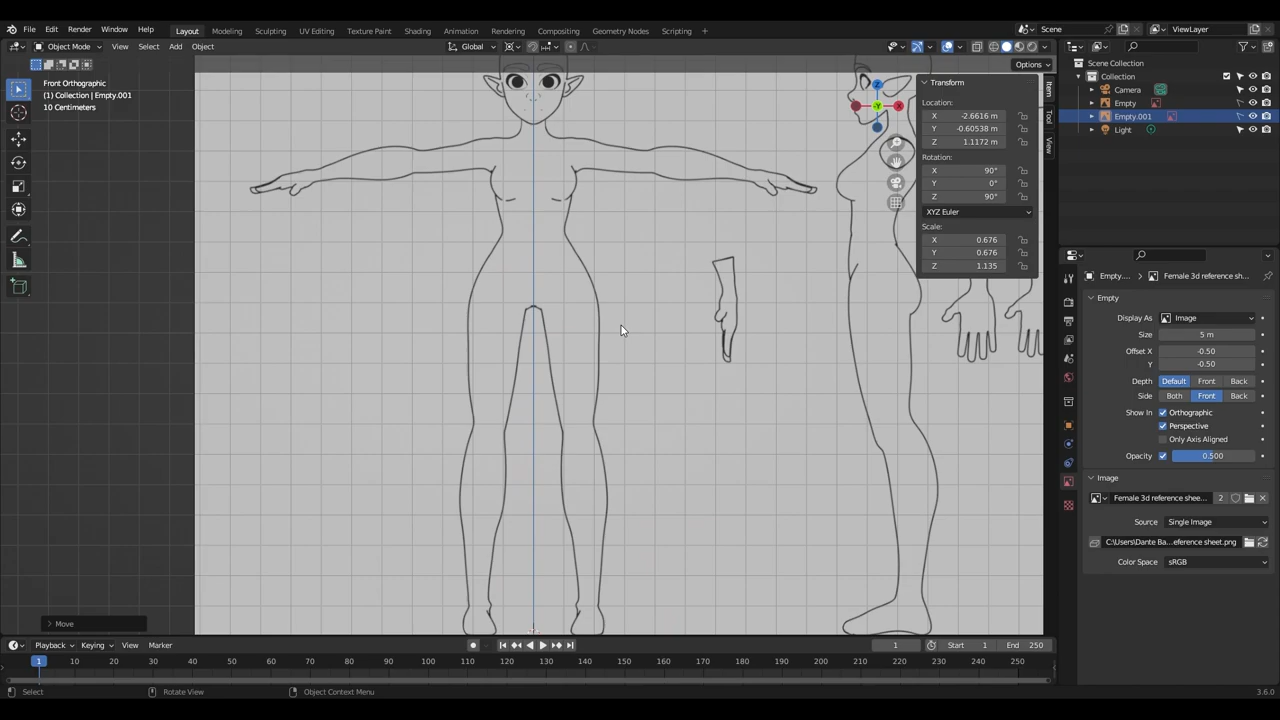 File Edit Render Window Help Layout Modeling Sculpting UV Editing Texture Paint Shading Animation Rendering Compositing Geometry Nodes Scripting Scene ViewLayer
Object Mode View Select Add Object Global
Options
Front Orthographic
(1) Collection | Empty.001
10 Centimeters
Transform
Location:
X -2.6616 m
Y -0.60538 m
Z 1.1172 m
Rotation:
X 90°
Y 0°
Z 90°
XYZ Euler
Scale:
X 0.676
Y 0.676
Z 1.135
Item
Tool
View
Z
X
-Y
Scene Collection
Collection
Camera
Empty
Empty.001
Light
Empty.... Female 3d reference sh...
Empty
Display As Image
Size 5 m
Offset X -0.50
Y -0.50
Depth Default Front Back
Side Both Front Back
Show In Orthographic
Perspective
Only Axis Aligned
Opacity 0.500
Image
Female 3d reference shee... 2
Source Single Image
C:\Users\Dante Ba...eference sheet.png
Color Space sRGB
Move
Playback Keying View Marker 1 Start 1 End 250
1 10 20 30 40 50 60 70 80 90 100 110 120 130 140 150 160 170 180 190 200 210 220 230 240 250
Select Rotate View Object Context Menu 3.6.0